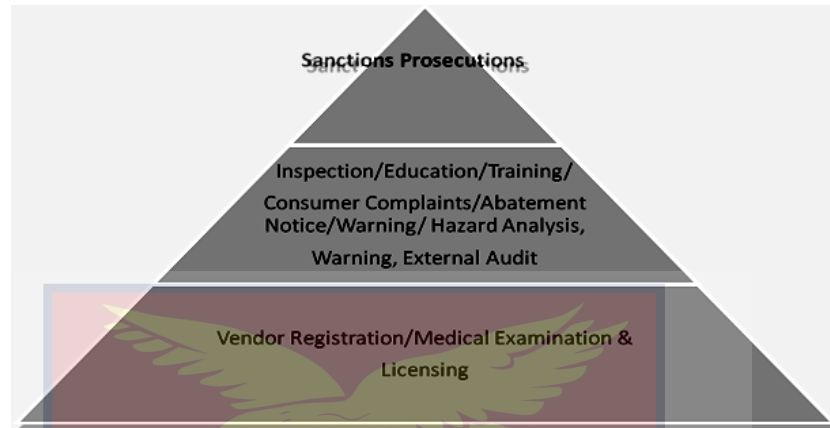 Sanctions Prosecutions
Inspection/Education/Training/
Consumer Complaints/Abatement
Notice/Warning/ Hazard Analysis,
Warning, External Audit
Vendor Registration/Medical Examination &
Licensing